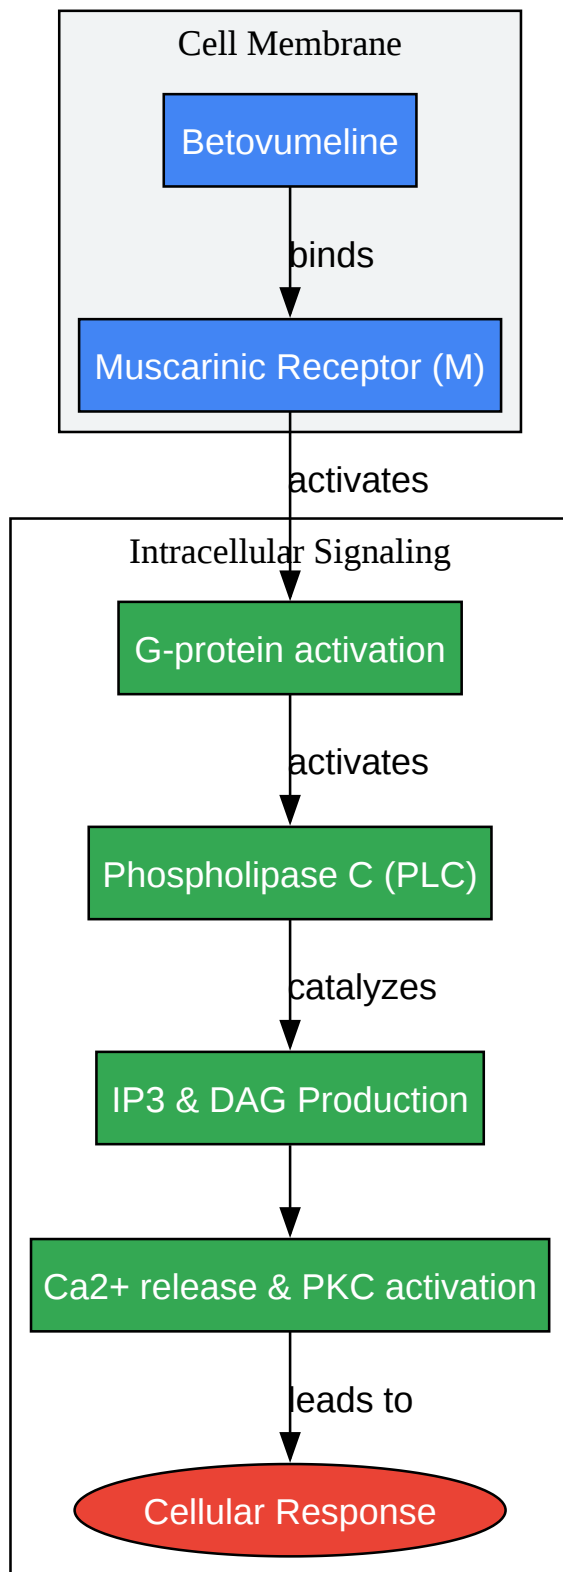 Cell Membrane
Betovumeline
binds
Muscarinic Receptor (M)
activates
Intracellular Signaling
G-protein activation
activates
Phospholipase C (PLC)
catalyzes
IP3 & DAG Production
Ca2+ release & PKC activation
leads to
Cellular Response